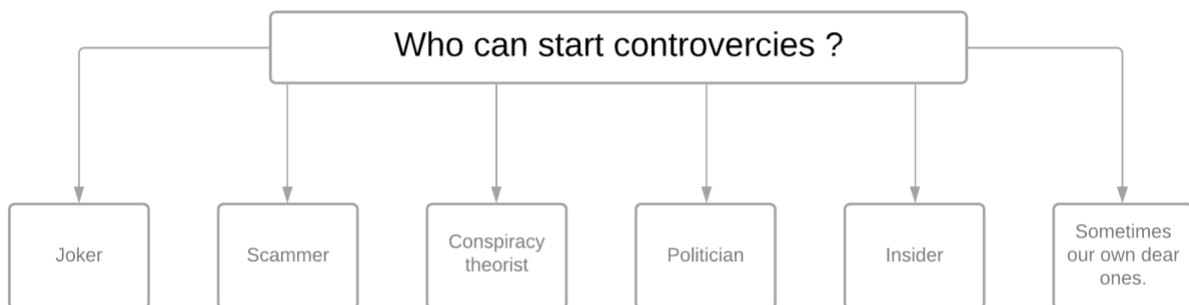 Who can start controvercies ?
Joker
Scammer
Conspiracy
theorist
Politician
Insider
Sometimes
our own dear
ones.